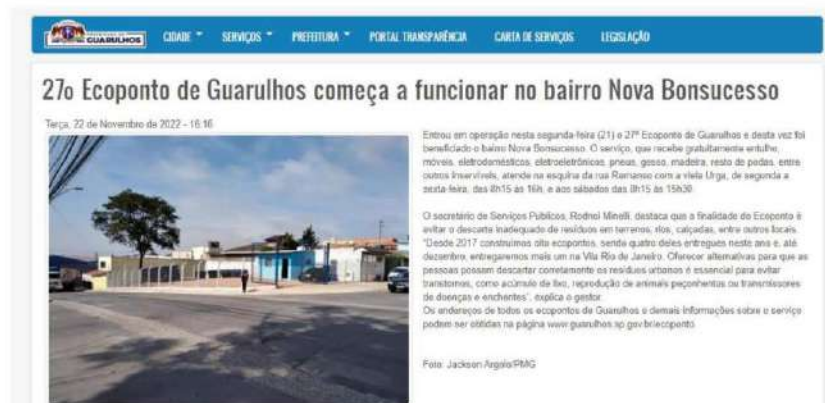 GUARULHOS
CIDADE
SERVIÇOS
PREFEITURA
PORTAL TRANSPARÊNCIA
CARTA DE SERVIÇOS
LEGISLAÇÃO
27o Ecoponto de Guarulhos começa a funcionar no bairro Nova Bonsucesso
Terça, 22 de Novembro de 2022 - 16:16
Entrou em operação nesta segunda-feira (21) o 27º Ecoponto de Guarulhos e desta vez foi
beneficiado o bairro Nova Bonsucesso. O serviço, que recebe gratuitamente entulho,
móveis, eletrodomésticos, eletroeletrônicos, pneus, gesso, madeira, resto de podas, entre
outros inservíveis, atende na esquina da rua Remanso com a viela Urga, de segunda a
sexta-feira, das 8h15 às 16h, e aos sábados das 8h15 às 15h30.
O secretário de Serviços Públicos, Rodnei Minelli, destaca que a finalidade do Ecoponto é
evitar o descarte inadequado de resíduos em terrenos, rios, calçadas, entre outros locais.
"Desde 2017 construímos oito ecopontos, sendo quatro deles entregues neste ano e, até
dezembro, entregaremos mais um na Vila Rio de Janeiro. Oferecer alternativas para que as
pessoas possam descartar corretamente os resíduos urbanos é essencial para evitar
transtornos, como acúmulo de lixo, reprodução de animais peçonhentos ou transmissores
de doenças e enchentes", explica o gestor.
Os endereços de todos os ecopontos de Guarulhos e demais informações sobre o serviço
podem ser obtidas na página www.guarulhos.sp.gov.br/ecoponto.
Foto: Jackson Argolo/PMG